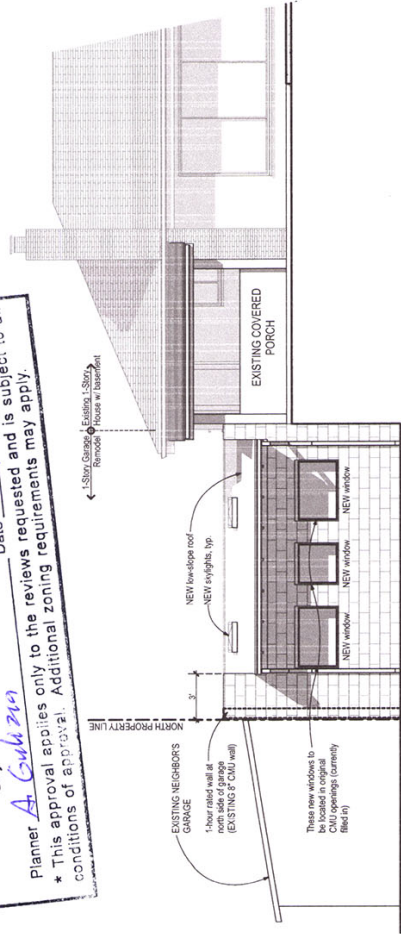 Date
Planner
* This approval applies only to the reviews requested and is subject to
conditions of approval. Additional zoning requirements may apply.
1-Story Garage
Remodel
Existing 1-Story
House w/ basement
EXISTING COVERED
PORCH
NEW low-slope roof
NEW skylights, typ.
3'
NORTH PROPERTY LINE
EXISTING NEIGHBOR'S
GARAGE
1-hour rated wall at
north side of garage
(EXISTING 8" CMU wall)
NEW window
NEW window
NEW window
These new windows to
be located in original
CMU openings (currently
filled in)